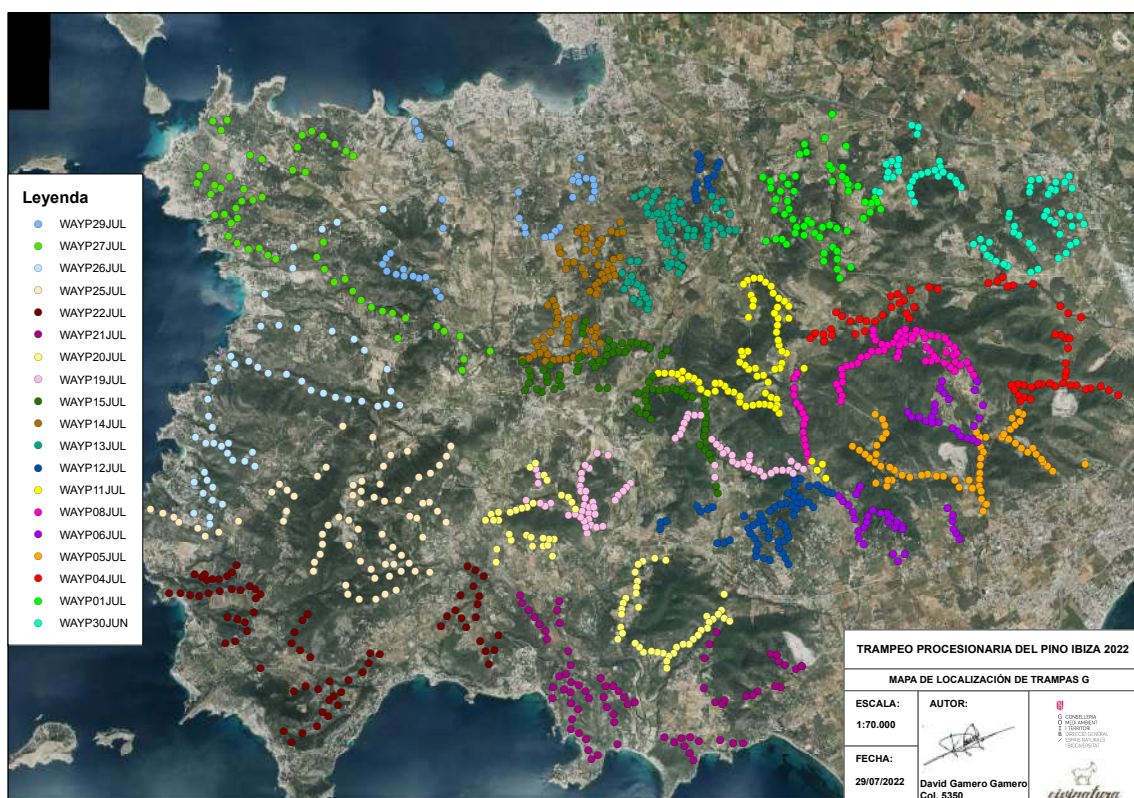 Leyenda
WAYP29JUL
WAYP27JUL
WAYP26JUL
WAYP25JUL
WAYP22JUL
WAYP21JUL
WAYP20JUL
WAYP19JUL
WAYP15JUL
WAYP14JUL
WAYP13JUL
WAYP12JUL
WAYP11JUL
WAYP08JUL
WAYP06JUL
WAYP05JUL
WAYP04JUL
WAYP01JUL
WAYP30JUN
TRAMPEO PROCESIONARIA DEL PINO IBIZA 2022
MAPA DE LOCALIZACIÓN DE TRAMPAS G
ESCALA:
1:70.000
FECHA:
29/07/2022
AUTOR:
David Gamero Gamero
Col. 5350
G CONSELLERIA
O MEDI AMBIENT
I I TERRITORI
B DIRECCIÓ GENERAL
/ ESPAIS NATURALS
I BIODIVERSITAT
vivinatura